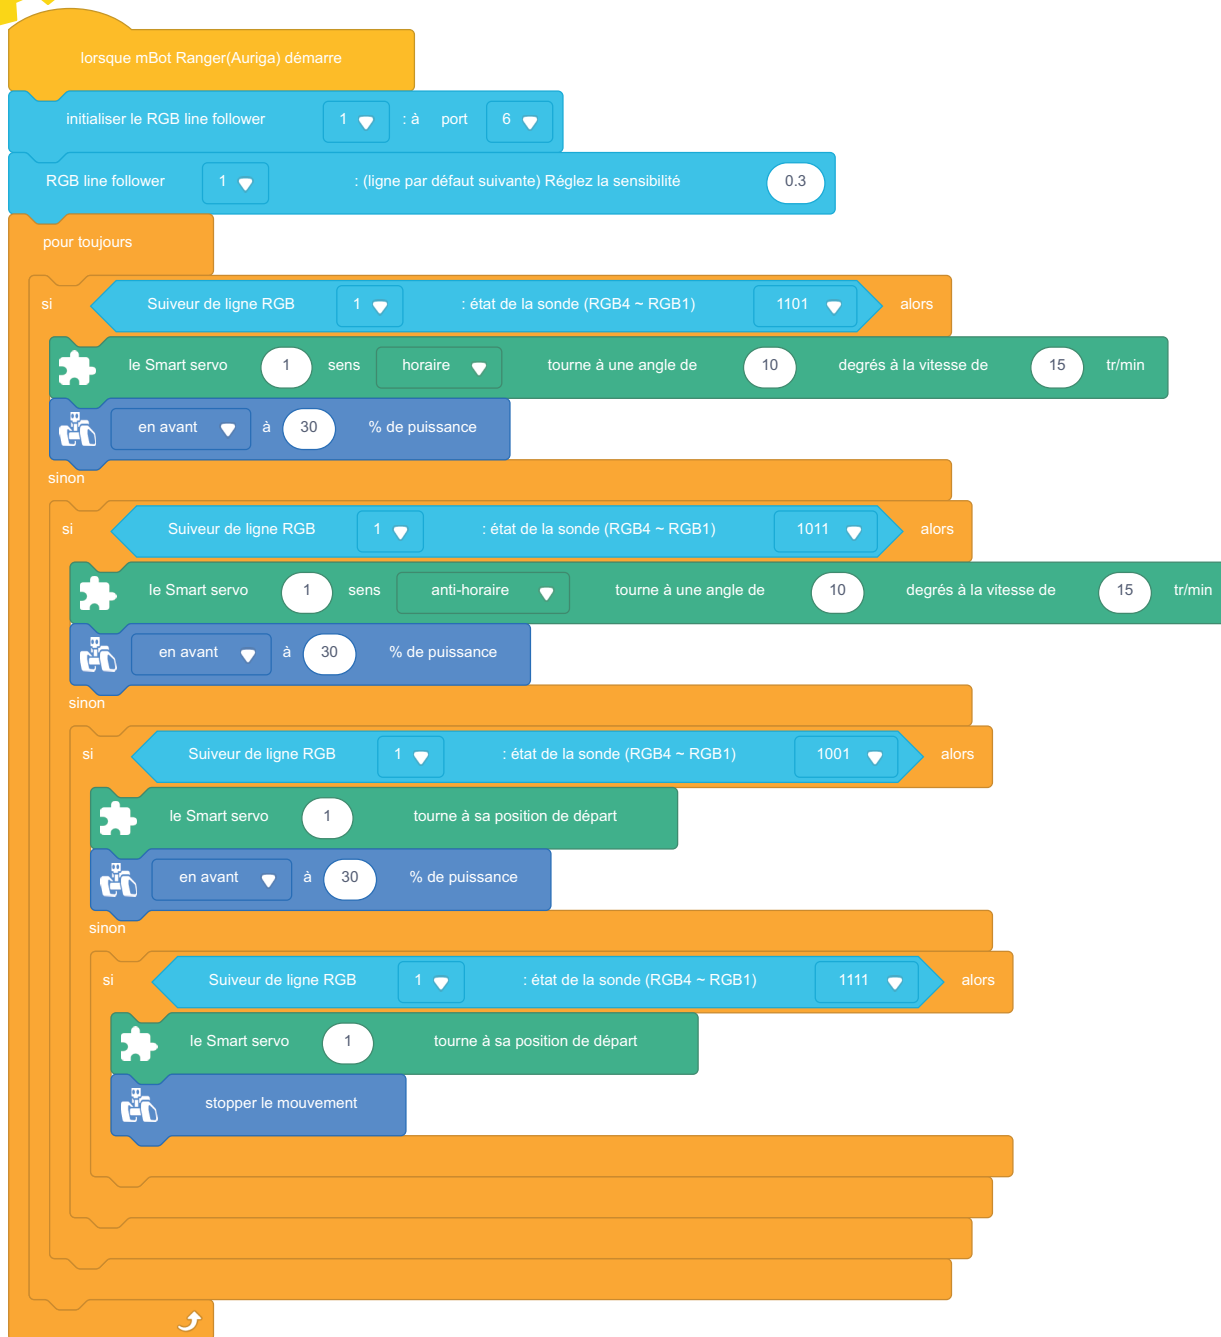 lorsque mBot Ranger(Auriga) démarre
initialiser le RGB line follower 1 : à port 6
RGB line follower 1 : (ligne par défaut suivante) Réglez la sensibilité 0.3
pour toujours
si Suiveur de ligne RGB 1 : état de la sonde (RGB4 ~ RGB1) 1101 alors
le Smart servo 1 sens horaire tourne à une angle de 10 degrés à la vitesse de 15 tr/min
en avant à 30 % de puissance
sinon
si Suiveur de ligne RGB 1 : état de la sonde (RGB4 ~ RGB1) 1011 alors
le Smart servo 1 sens anti-horaire tourne à une angle de 10 degrés à la vitesse de 15 tr/min
en avant à 30 % de puissance
sinon
si Suiveur de ligne RGB 1 : état de la sonde (RGB4 ~ RGB1) 1001 alors
le Smart servo 1 tourne à sa position de départ
en avant à 30 % de puissance
sinon
si Suiveur de ligne RGB 1 : état de la sonde (RGB4 ~ RGB1) 1111 alors
le Smart servo 1 tourne à sa position de départ
stopper le mouvement